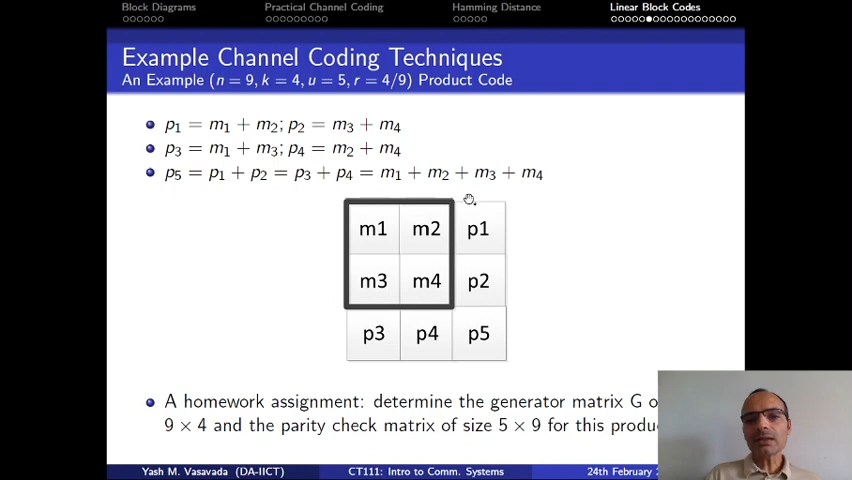 Block Diagrams Practical Channel Coding Hamming Distance Linear Block Codes
Example Channel Coding Techniques
An Example (n = 9, k = 4, u = 5, r = 4/9) Product Code
p1 = m1 + m2; p2 = m3 + m4
p3 = m1 + m3; p4 = m2 + m4
p5 = p1 + p2 = p3 + p4 = m1 + m2 + m3 + m4
m1 m2 p1
m3 m4 p2
p3 p4 p5
A homework assignment: determine the generator matrix G
9 × 4 and the parity check matrix of size 5 × 9 for this
Yash M. Vasavada (DA-IICT) CT111: Intro to Comm. Systems 24th February